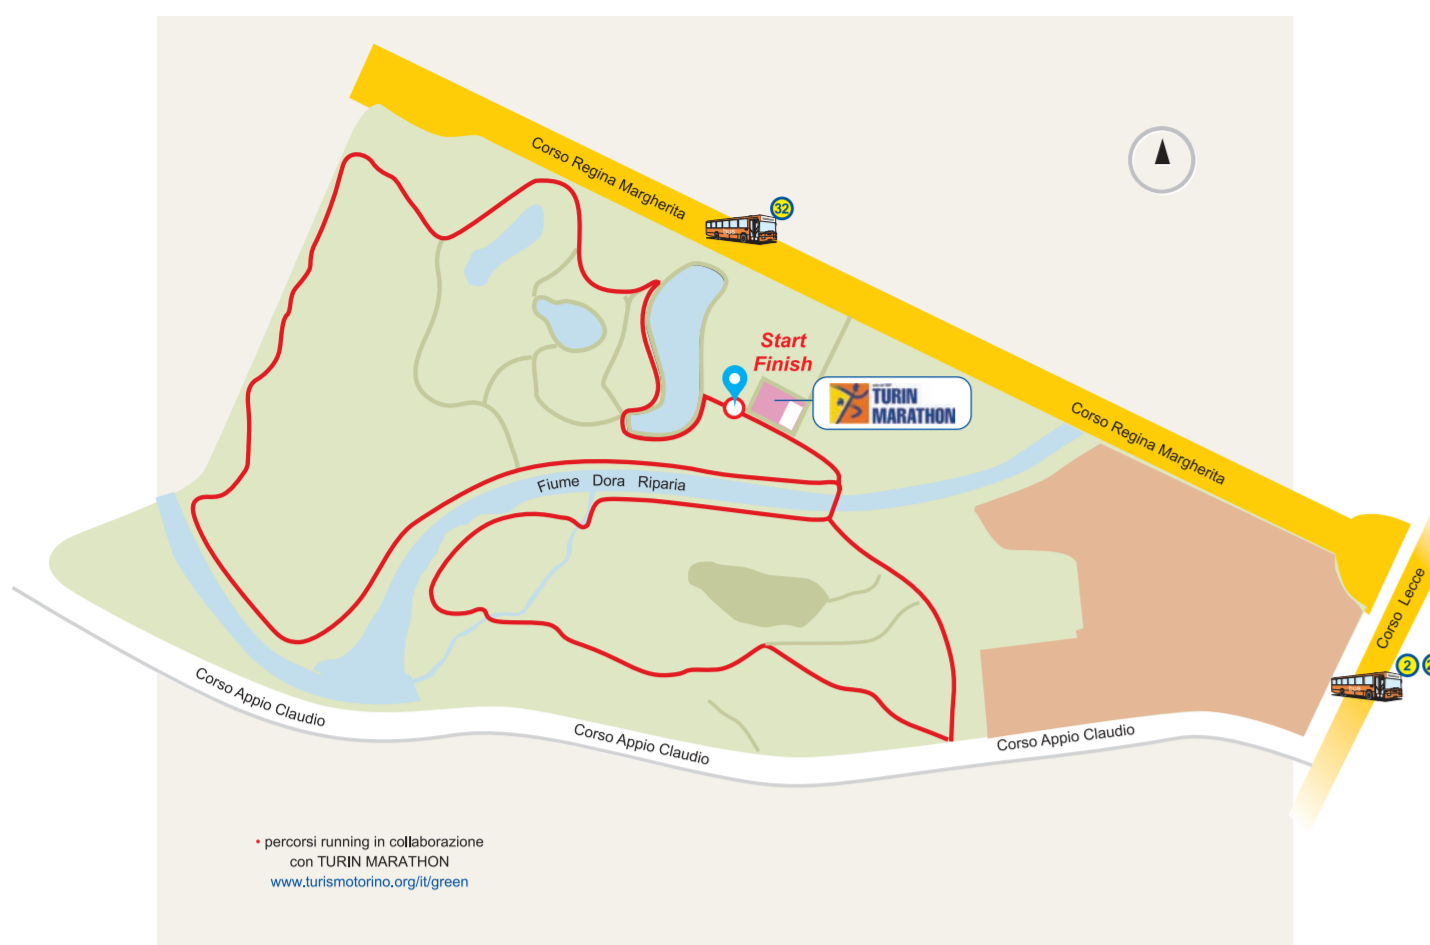 Corso Regina Margherita
32
Start
Finish
TURIN
MARATHON
Corso Regina Margherita
Fiume Dora Riparia
Corso Lecce
2
Corso Appio Claudio
Corso Appio Claudio
Corso Appio Claudio
• percorsi running in collaborazione
con TURIN MARATHON
www.turismotorino.org/it/green